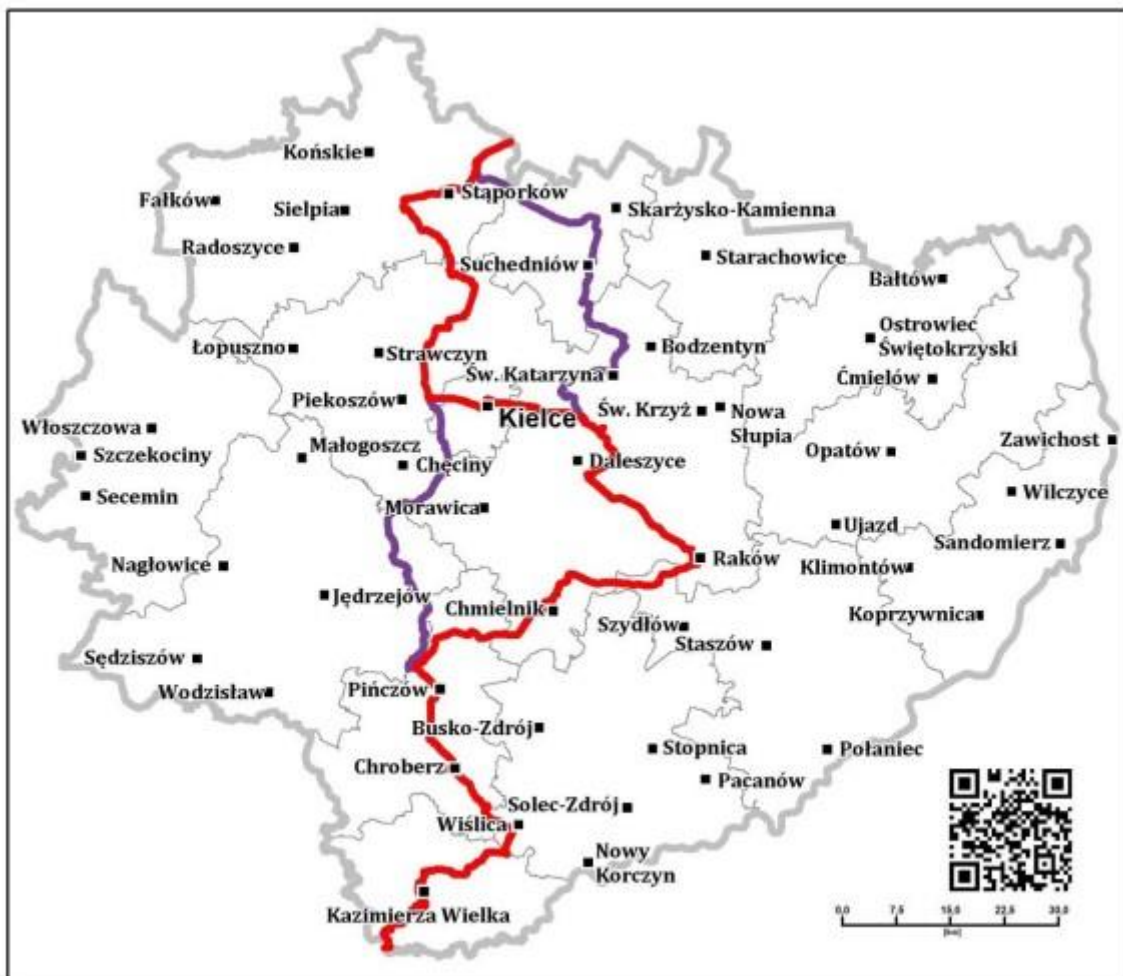 Końskie
Stąporków
Fałków
Sielpia
Skarżysko-Kamienna
Radoszyce
Starachowice
Suchedniów
Bałtów
Ostrowiec
Świętokrzyski
Łopuszno
Strawczyn
Bodzentyn
Św. Katarzyna
Ćmielów
Piekoszów
Kielce
Św. Krzyż
Nowa
Słupia
Włoszczowa
Małogoszcz
Zawichost
Szczekociny
Chęciny
Daleszyce
Opatów
Secemin
Morawica
Wilczyce
Ujazd
Sandomierz
Nagłowice
Raków
Klimontów
Jędrzejów
Chmielnik
Szydłów
Koprzywnica
Staszów
Sędziszów
Wodzisław
Pińczów
Busko-Zdrój
Stopnica
Połaniec
Chroberz
Pacanów
Solec-Zdrój
Wiślica
Nowy
Korczyn
Kazimierza Wielka
0,0 7,5 15,0 22,5 30,0
[km]